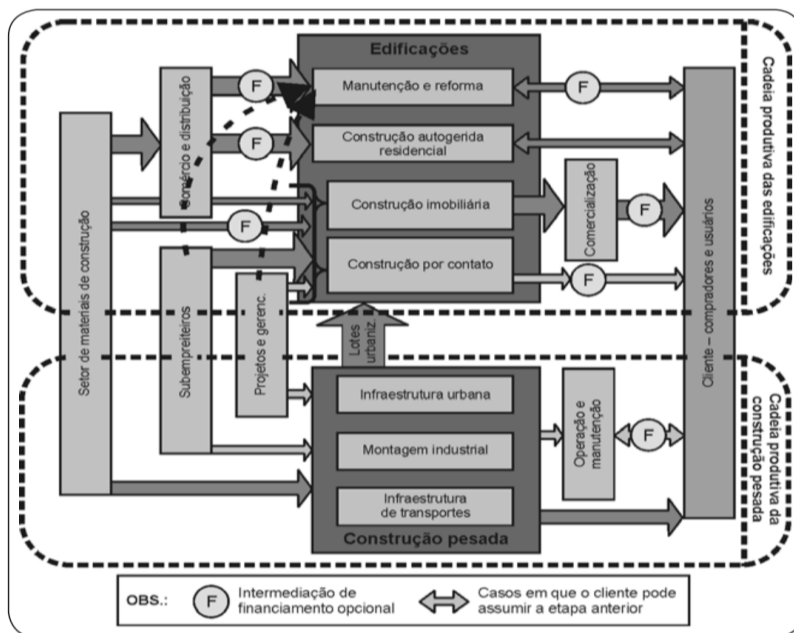 Edificações
Manutenção e reforma
Construção autogerida
residencial
Construção imobiliária
Construção por contato
Comércio e distribuição
Setor de materiais de construção
Subempreiteiros
Projetos e gerenc.
Comercialização
Cliente – compradores e usuários
Cadeia produtiva das edificações
F
F
F
F
F
F
Lotes
urbaniz.
Infraestrutura urbana
Montagem industrial
Infraestrutura
de transportes
Construção pesada
Operação e
manutenção
F
Cadeia produtiva da
construção pesada
OBS.:
F
Intermediação de
financiamento opcional
Casos em que o cliente pode
assumir a etapa anterior